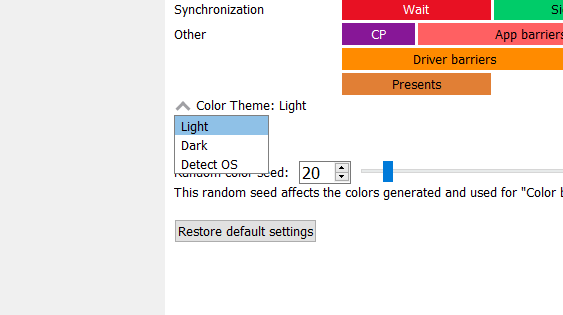 Synchronization Wait
Other CP App barriers
Driver barriers
Presents
Color Theme: Light
Light
Dark
Detect OS
Random color seed: 20
This random seed affects the colors generated and used for "Color
Restore default settings